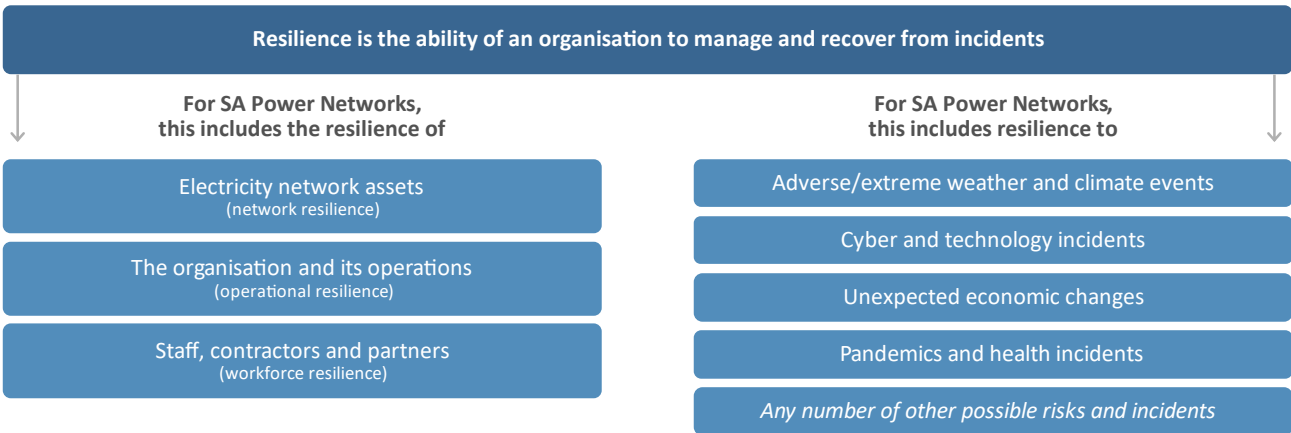 Resilience is the ability of an organisation to manage and recover from incidents
For SA Power Networks,
this includes the resilience of
Electricity network assets
(network resilience)
The organisation and its operations
(operational resilience)
Staff, contractors and partners
(workforce resilience)
For SA Power Networks,
this includes resilience to
Adverse/extreme weather and climate events
Cyber and technology incidents
Unexpected economic changes
Pandemics and health incidents
Any number of other possible risks and incidents